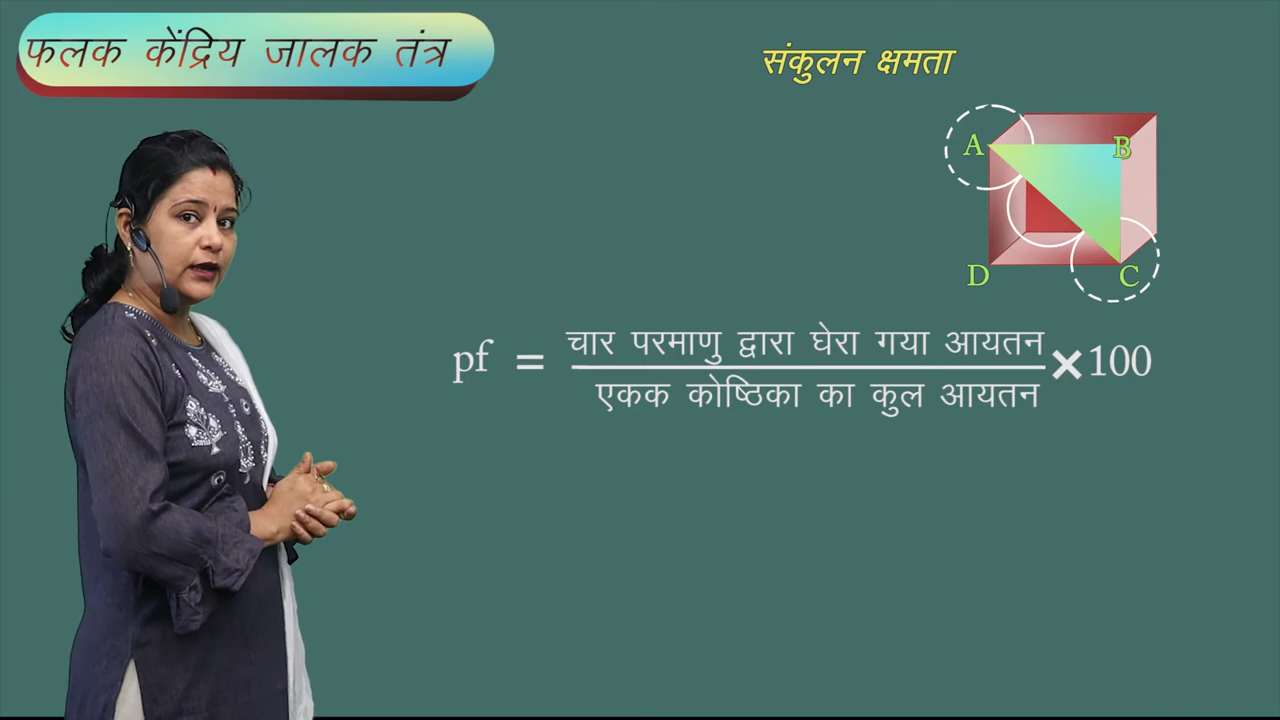 फलक केंद्रिय जालक तंत्र
संकुलन क्षमता
A
B
D
C
pf = चार परमाणु द्वारा घेरा गया आयतन ×100
एकक कोष्ठिका का कुल आयतन